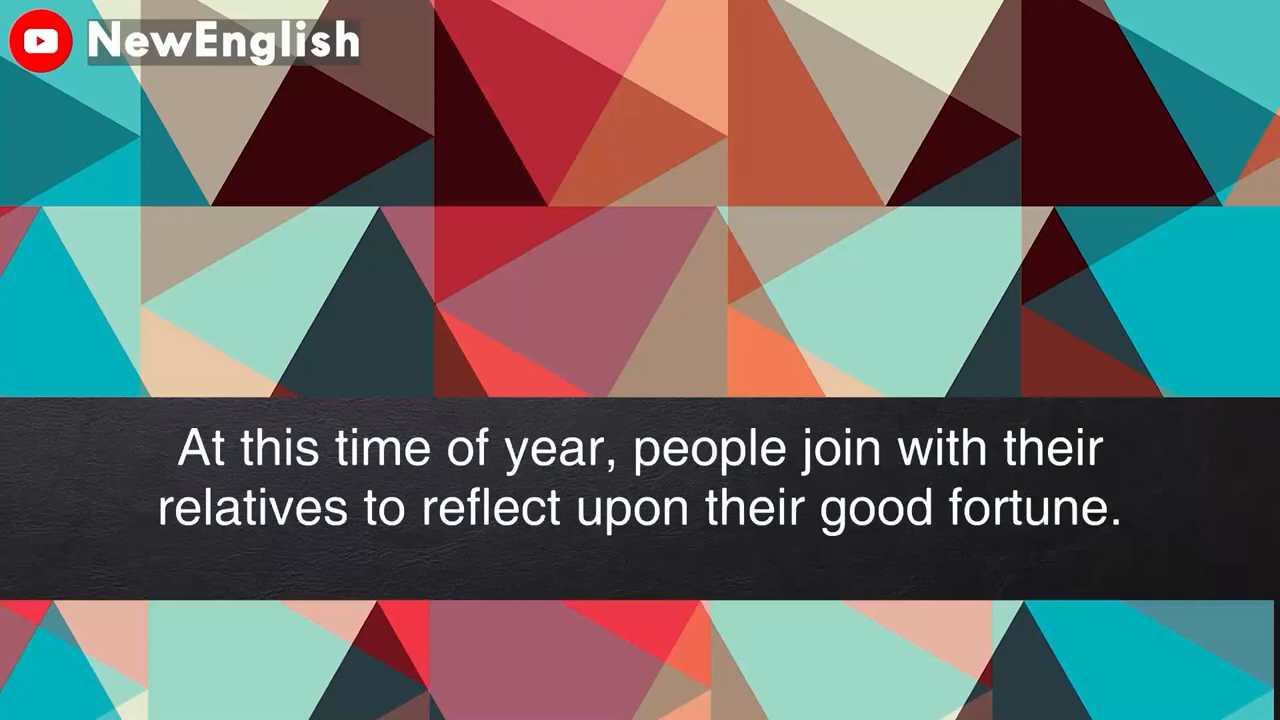 NewEnglish
At this time of year, people join with their
relatives to reflect upon their good fortune.